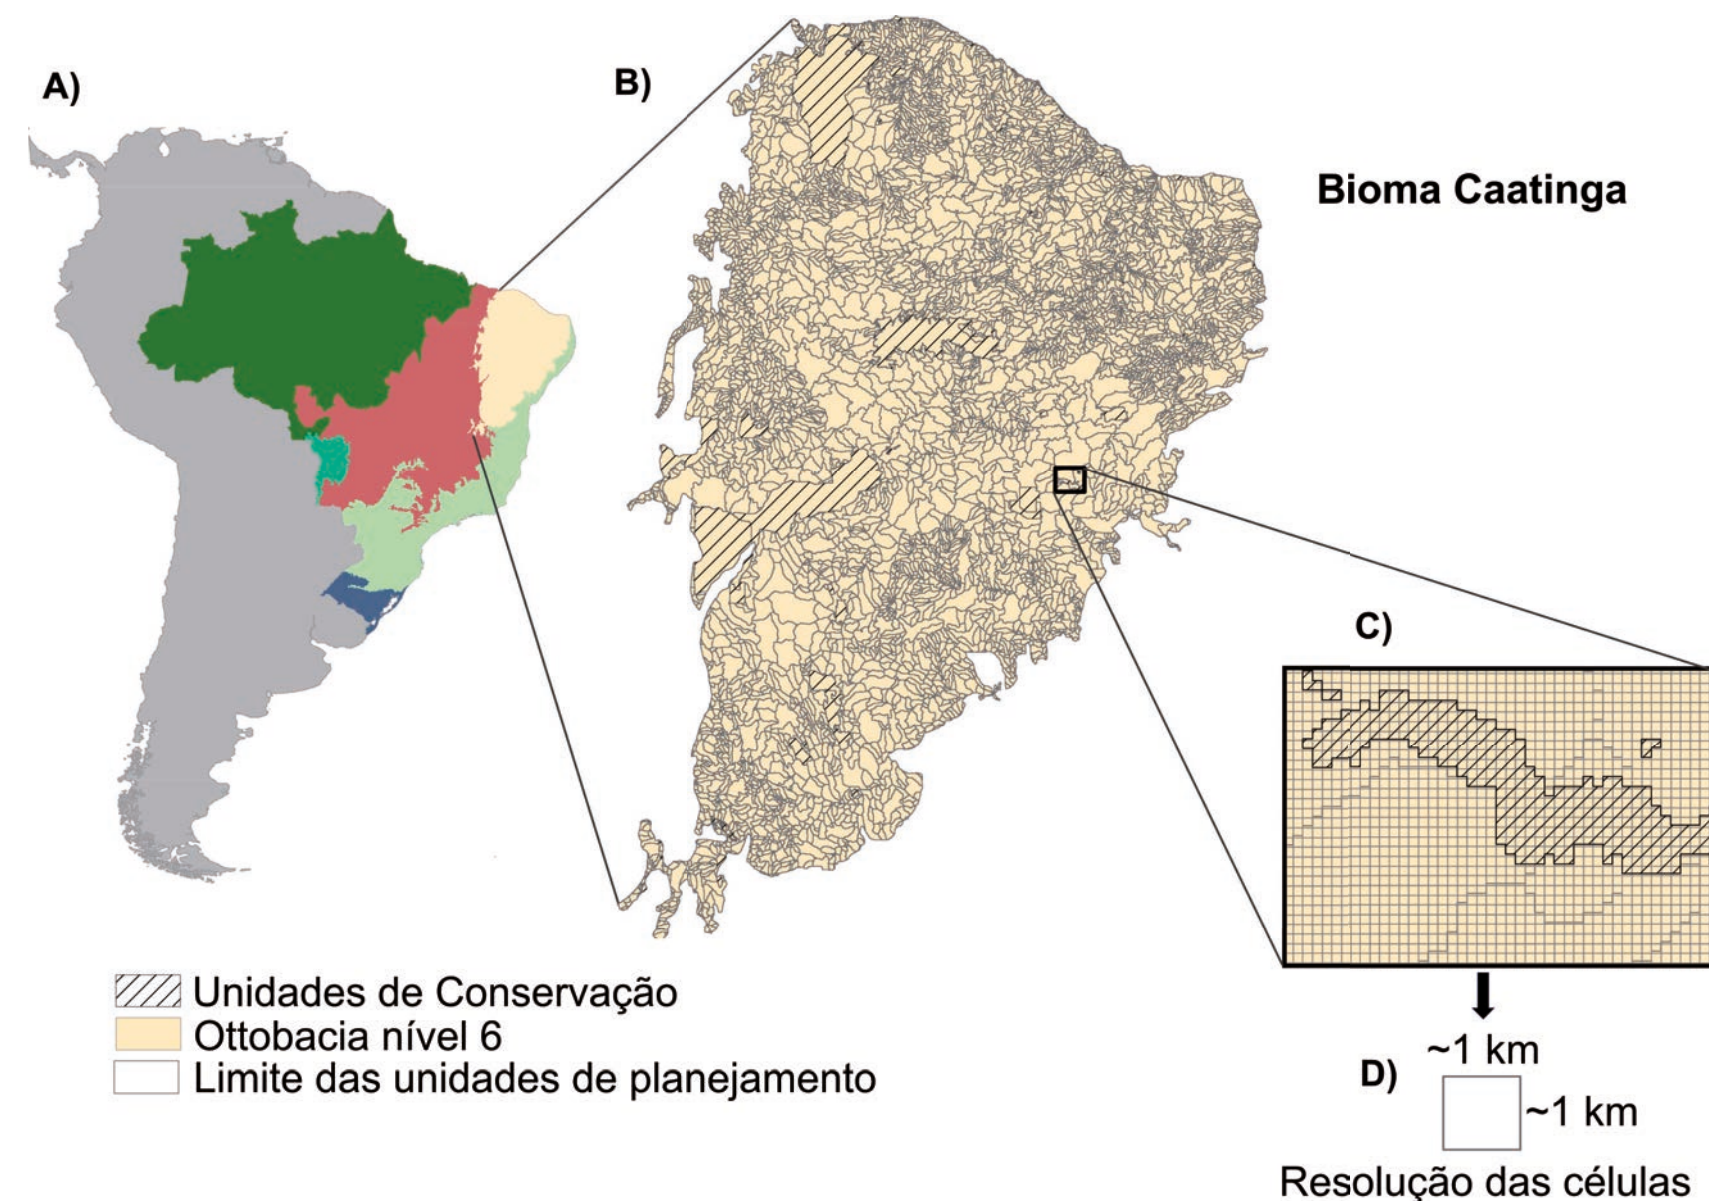 A)
B)
Bioma Caatinga
C)
Unidades de Conservação
Ottobacia nível 6
Limite das unidades de planejamento
~1 km
D)
~1 km
Resolução das células